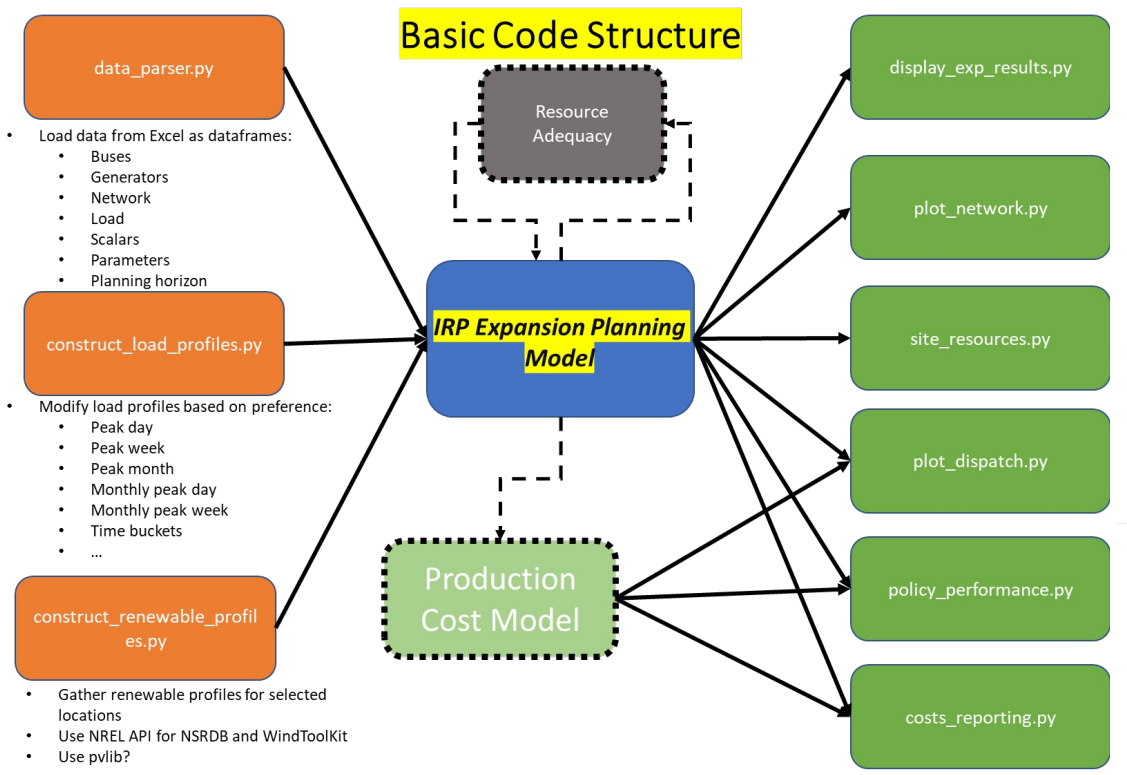 Basic Code Structure
data_parser.py
• Load data from Excel as dataframes:
• Buses
• Generators
• Network
• Load
• Scalars
• Parameters
• Planning horizon
construct_load_profiles.py
• Modify load profiles based on preference:
• Peak day
• Peak week
• Peak month
• Monthly peak day
• Monthly peak week
• Time buckets
• ...
construct_renewable_profil
es.py
• Gather renewable profiles for selected
locations
• Use NREL API for NSRDB and WindToolKit
• Use pvlib?
Resource
Adequacy
IRP Expansion Planning
Model
Production
Cost Model
display_exp_results.py
plot_network.py
site_resources.py
plot_dispatch.py
policy_performance.py
costs_reporting.py